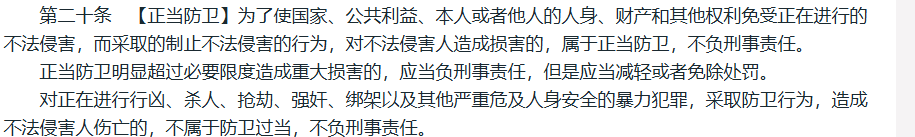 第二十条　【正当防卫】为了使国家、公共利益、本人或者他人的人身、财产和其他权利免受正在进行的
不法侵害，而采取的制止不法侵害的行为，对不法侵害人造成损害的，属于正当防卫，不负刑事责任。
正当防卫明显超过必要限度造成重大损害的，应当负刑事责任，但是应当减轻或者免除处罚。
对正在进行行凶、杀人、抢劫、强奸、绑架以及其他严重危及人身安全的暴力犯罪，采取防卫行为，造成
不法侵害人伤亡的，不属于防卫过当，不负刑事责任。